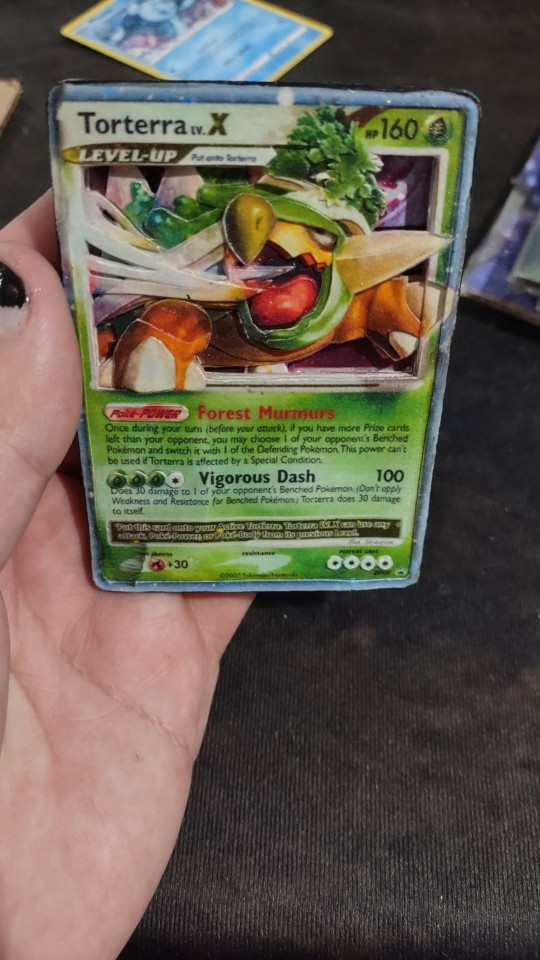 Torterra LV.X HP 160
LEVEL-UP Put onto Torterra
Poké-POWER Forest Murmurs
Once during your turn (before your attack), if you have more Prize cards
left than your opponent, you may choose 1 of your opponent's Benched
Pokémon and switch it with 1 of the Defending Pokémon. This power can't
be used if Torterra is affected by a Special Condition.
Vigorous Dash 100
Does 30 damage to 1 of your opponent's Benched Pokémon. (Don't apply
Weakness and Resistance for Benched Pokémon.) Torterra does 30 damage
to itself.
Put this card onto your Active Torterra. Torterra LV.X can use any
attack, Poké-Power, or Poké-Body from its previous Level.
resistance retreat cost
+30
©2007 Pokémon/Nintendo